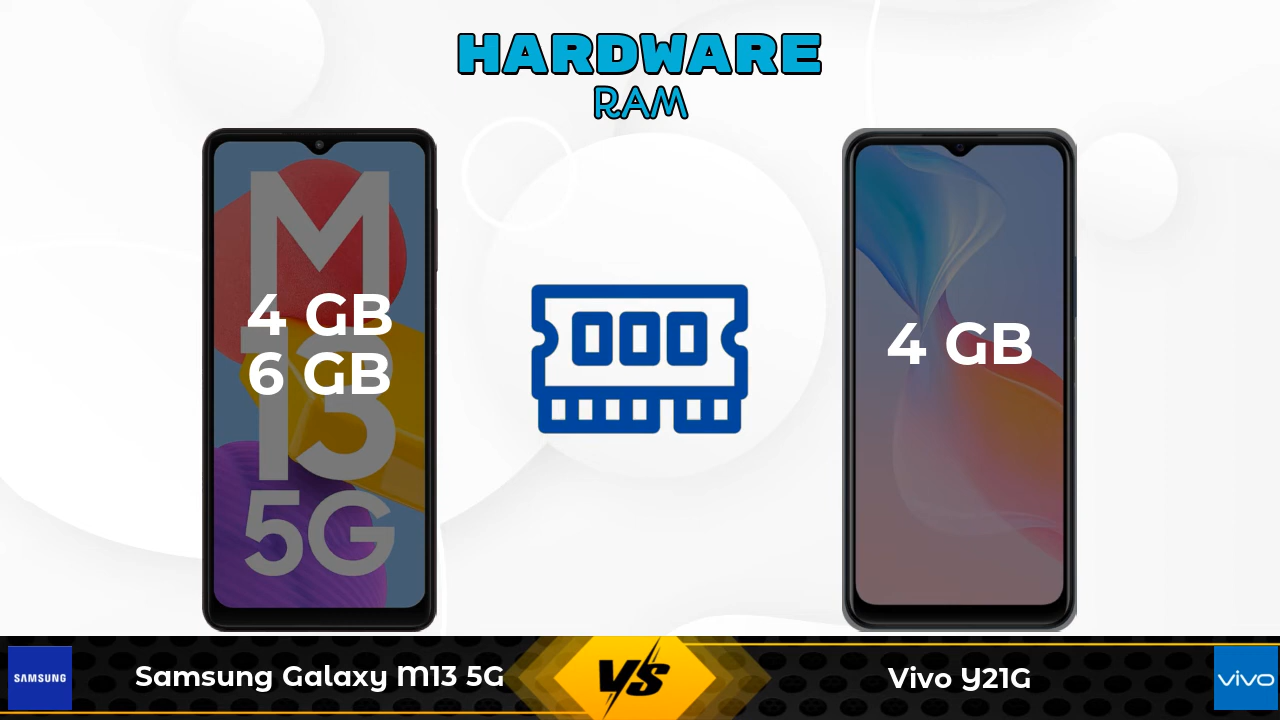 HARDWARE
RAM
M
13
5G
4 GB
6 GB
4 GB
SAMSUNG
Samsung Galaxy M13 5G
VS
Vivo Y21G
vivo